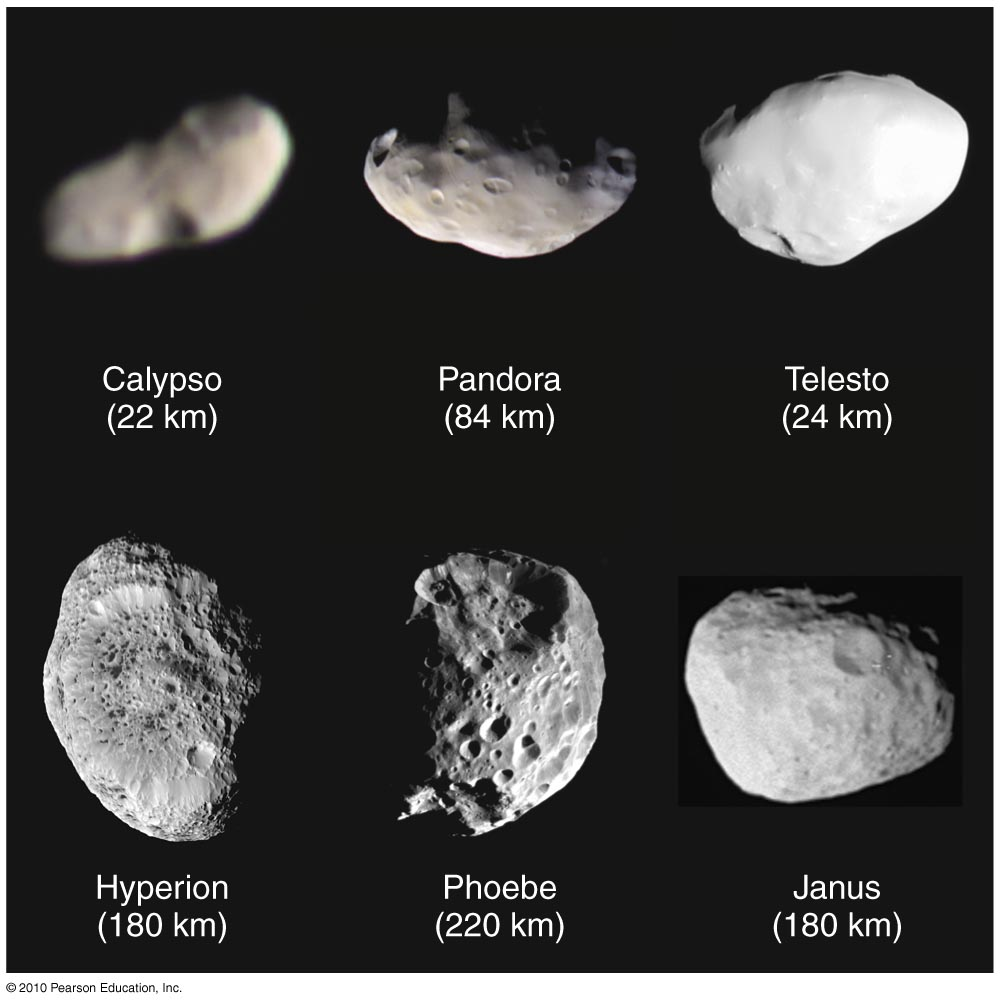 Calypso
(22 km)
Pandora
(84 km)
Telesto
(24 km)
Hyperion
(180 km)
Phoebe
(220 km)
Janus
(180 km)
© 2010 Pearson Education, Inc.